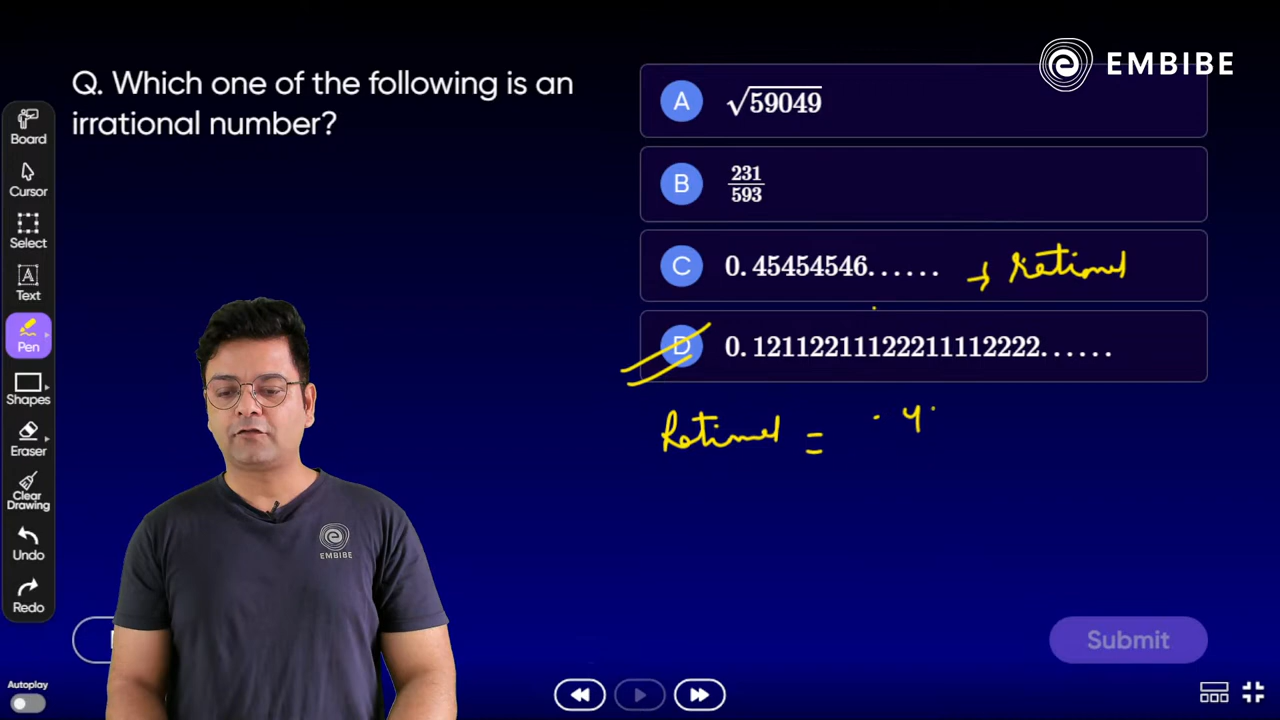 EMBIBE
Q. Which one of the following is an
irrational number?
A √59049
B 231/593
C 0.45454546...... → Rational
D 0.12112211122211112222......
Rational = . 4.
Board
Cursor
Select
Text
Pen
Shapes
Eraser
Clear
Drawing
Undo
Redo
Autoplay
EMBIBE
Submit